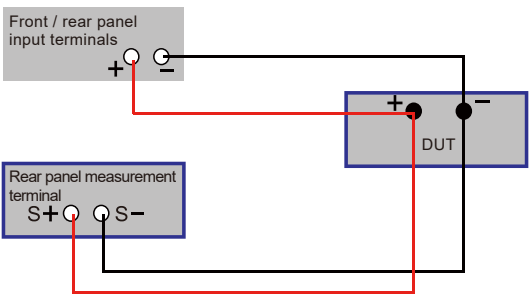 Front / rear panel
input terminals
+ −
+ −
DUT
Rear panel measurement
terminal
S+ S−